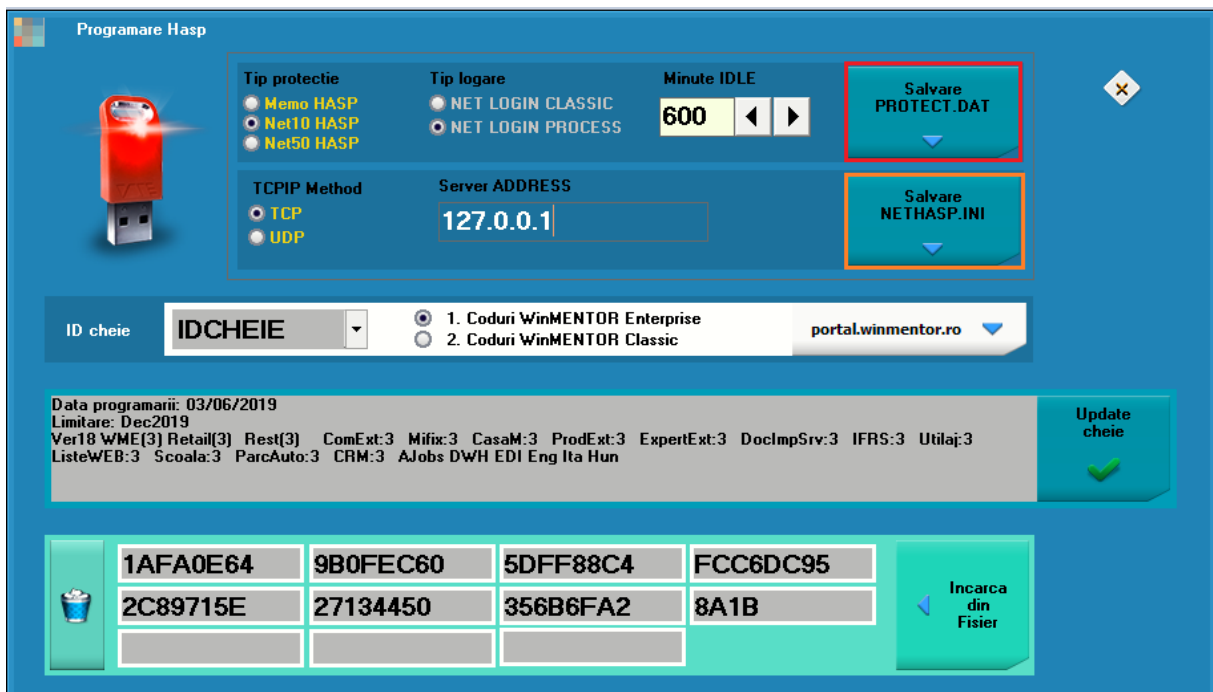 Programare Hasp
Tip protectie
Memo HASP
Net10 HASP
Net50 HASP
Tip logare
NET LOGIN CLASSIC
NET LOGIN PROCESS
Minute IDLE
600
Salvare
PROTECT.DAT
TCPIP Method
TCP
UDP
Server ADDRESS
127.0.0.1
Salvare
NETHASP.INI
ID cheie
IDCHEIE
1. Coduri WinMENTOR Enterprise
2. Coduri WinMENTOR Classic
portal.winmentor.ro
Data programarii: 03/06/2019
Limitare: Dec2019
Ver18 WME(3) Retail(3) Rest(3) ComExt:3 Mifix:3 CasaM:3 ProdExt:3 ExpertExt:3 DocImpSrv:3 IFRS:3 Utilaj:3
ListeWEB:3 Scoala:3 ParcAuto:3 CRM:3 AJobs DWH EDI Eng Ita Hun
Update
cheie
1AFA0E64 9B0FEC60 5DFF88C4 FCC6DC95
2C89715E 27134450 356B6FA2 8A1B
Incarca
din
Fisier